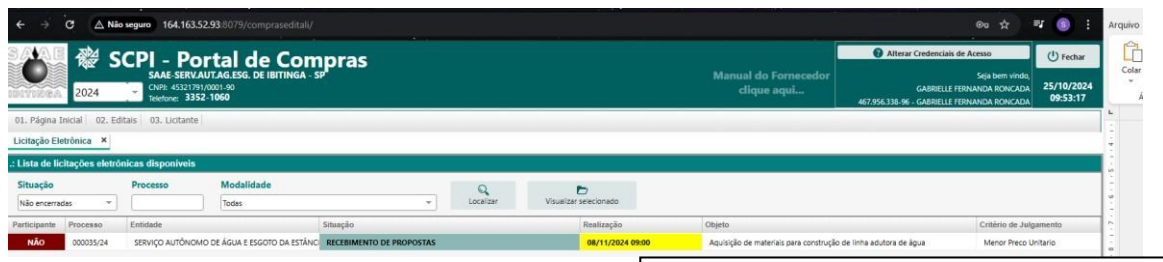 Não seguro 164.163.52.93:8079/compraseditali/
S
Arquivo
SAAE
IBITINGA
SCPI - Portal de Compras
SAAE-SERV.AUT.AG.ESG. DE IBITINGA - SP
CNPJ: 45321791/0001-90
Telefone: 3352-1060
2024
Manual do Fornecedor
clique aqui...
Alterar Credenciais de Acesso
Seja bem vindo,
GABRIELLE FERNANDA RONCADA
467.956.338-96 - GABRIELLE FERNANDA RONCADA
Fechar
25/10/2024
09:53:17
Colar
01. Página Inicial 02. Editais 03. Licitante
Licitação Eletrônica ×
.: Lista de licitações eletrônicas disponíveis
Situação Processo Modalidade
Não encerradas Todas Localizar Visualizar selecionado
Participante Processo Entidade Situação Realização Objeto Critério de Julgamento
NÃO 000035/24 SERVIÇO AUTÔNOMO DE ÁGUA E ESGOTO DA ESTÂNC RECEBIMENTO DE PROPOSTAS 08/11/2024 09:00 Aquisição de materiais para construção de linha adutora de água Menor Preco Unitario